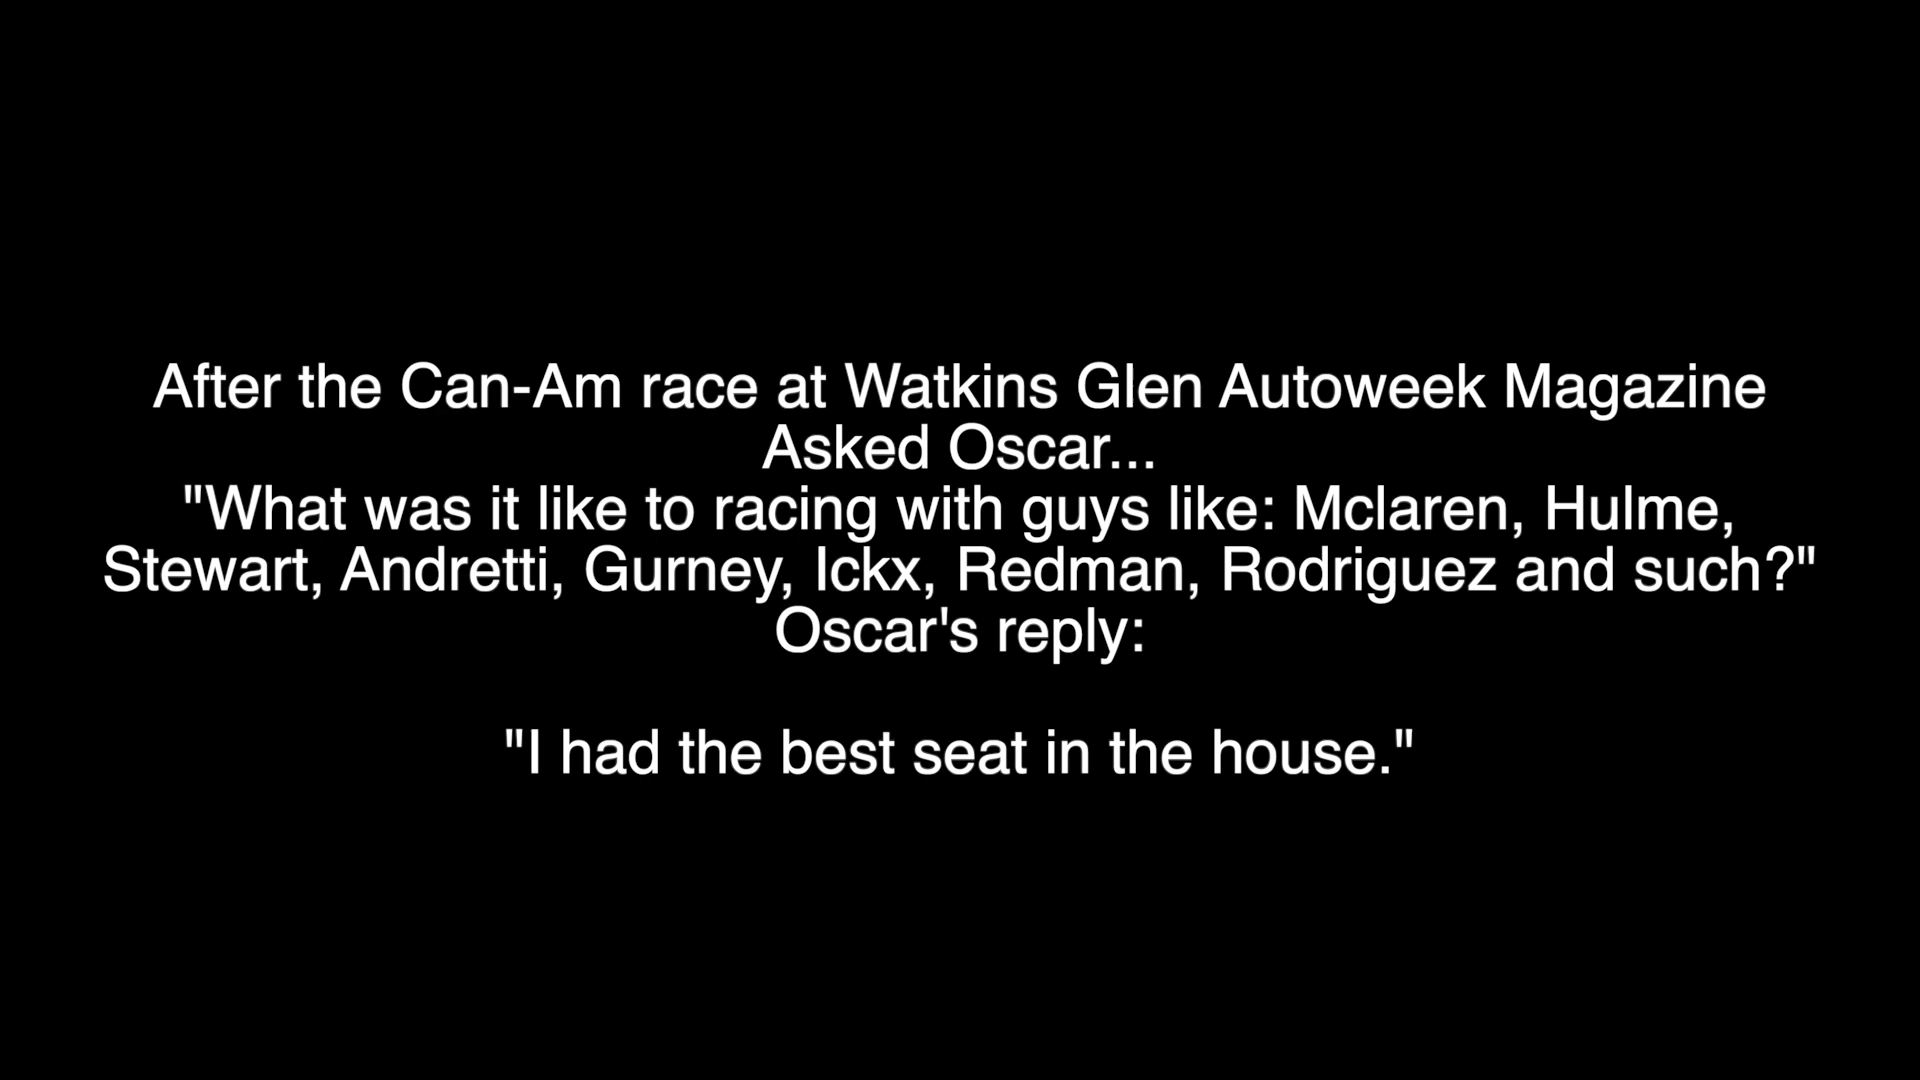 After the Can-Am race at Watkins Glen Autoweek Magazine
Asked Oscar...
"What was it like to racing with guys like: Mclaren, Hulme,
Stewart, Andretti, Gurney, Ickx, Redman, Rodriguez and such?"
Oscar's reply:
"I had the best seat in the house."